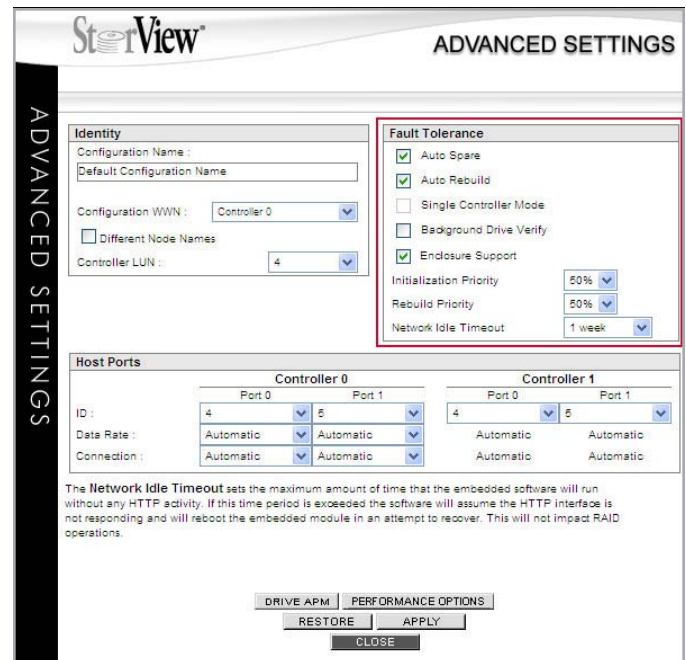 StorView
ADVANCED SETTINGS
ADVANCED SETTINGS
Identity
Configuration Name :
Default Configuration Name
Configuration WWN : Controller 0
Different Node Names
Controller LUN : 4
Fault Tolerance
Auto Spare
Auto Rebuild
Single Controller Mode
Background Drive Verify
Enclosure Support
Initialization Priority 50%
Rebuild Priority 50%
Network Idle Timeout 1 week
Host Ports
Controller 0 Controller 1
Port 0 Port 1 Port 0 Port 1
ID : 4 5 4 5
Data Rate : Automatic Automatic Automatic Automatic
Connection : Automatic Automatic Automatic Automatic
The Network Idle Timeout sets the maximum amount of time that the embedded software will run
without any HTTP activity. If this time period is exceeded the software will assume the HTTP interface is
not responding and will reboot the embedded module in an attempt to recover. This will not impact RAID
operations.
DRIVE APM PERFORMANCE OPTIONS
RESTORE APPLY
CLOSE